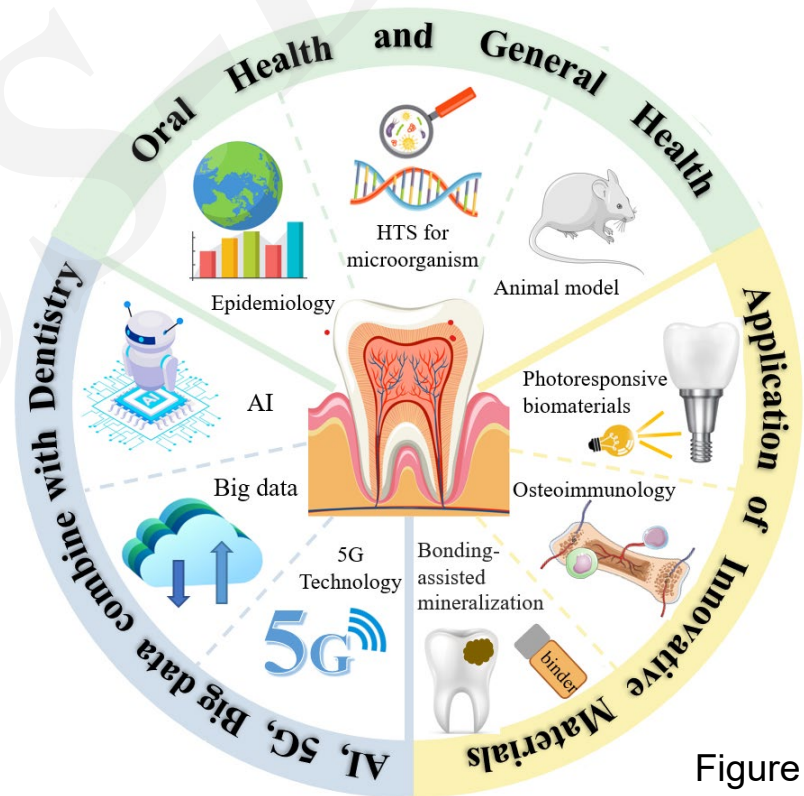 Oral Health and General Health
HTS for
microorganism
Epidemiology
Animal model
Application of Innovative Materials
Photoresponsive
biomaterials
Osteoimmunology
Bonding-
assisted
mineralization
binder
AI, 5G, Big data combine with Dentistry
AI
AI
Big data
5G
Technology
5G
Figure